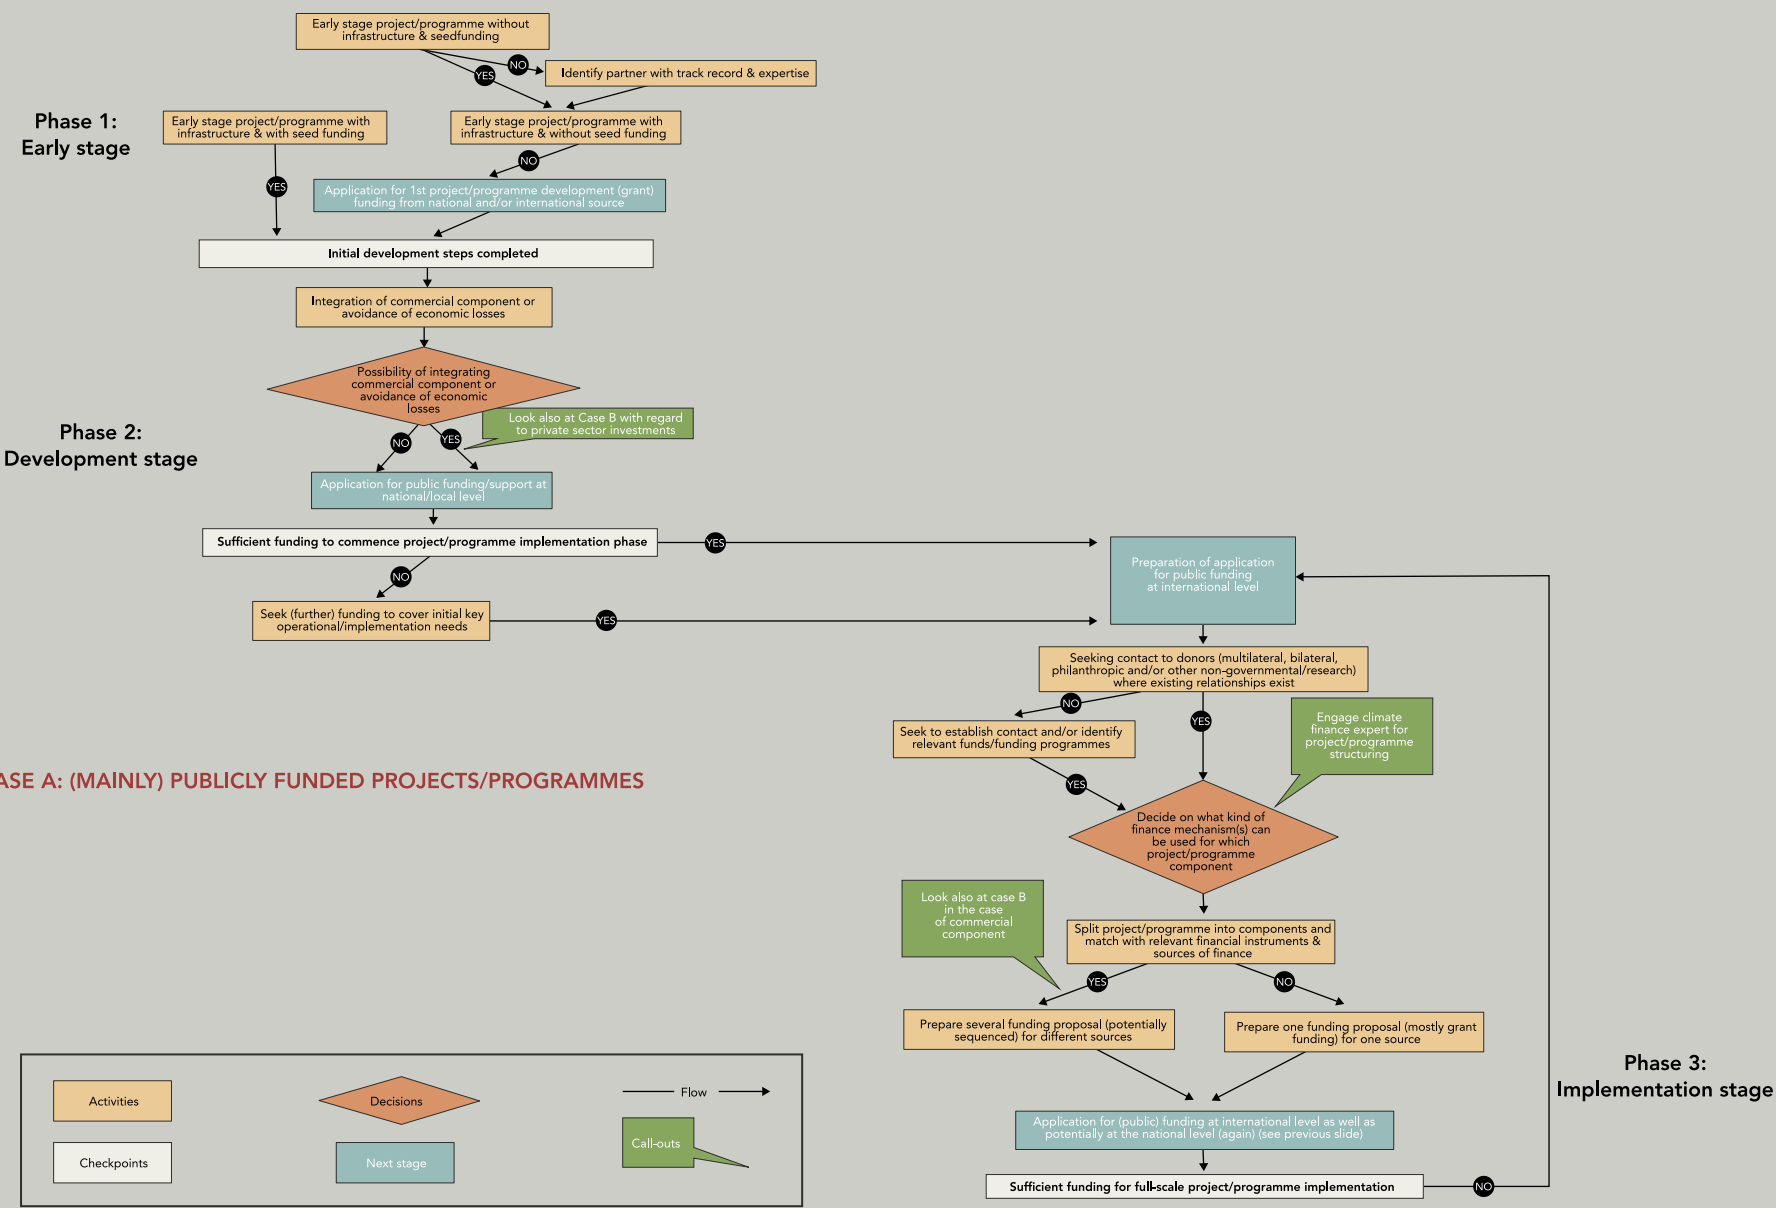 Early stage project/programme without
infrastructure & seedfunding
NO
YES
Identify partner with track record & expertise
Phase 1:
Early stage
Early stage project/programme with
infrastructure & with seed funding
Early stage project/programme with
infrastructure & without seed funding
NO
YES
Application for 1st project/programme development (grant)
funding from national and/or international source
Initial development steps completed
Integration of commercial component or
avoidance of economic losses
Possibility of integrating
commercial component or
avoidance of economic
losses
Look also at Case B with regard
to private sector investments
Phase 2:
Development stage
NO
YES
Application for public funding/support at
national/local level
Sufficient funding to commence project/programme implementation phase
YES
NO
Seek (further) funding to cover initial key
operational/implementation needs
YES
Preparation of application
for public funding
at international level
Seeking contact to donors (multilateral, bilateral,
philanthropic and/or other non-governmental/research)
where existing relationships exist
NO
YES
Seek to establish contact and/or identify
relevant funds/funding programmes
Engage climate
finance expert for
project/programme
structuring
YES
ASE A: (MAINLY) PUBLICLY FUNDED PROJECTS/PROGRAMMES
Decide on what kind of
finance mechanism(s) can
be used for which
project/programme
component
Look also at case B
in the case
of commercial
component
Split project/programme into components and
match with relevant financial instruments &
sources of finance
YES
NO
Prepare several funding proposal (potentially
sequenced) for different sources
Prepare one funding proposal (mostly grant
funding) for one source
Phase 3:
Implementation stage
Application for (public) funding at international level as well as
potentially at the national level (again) (see previous slide)
Sufficient funding for full-scale project/programme implementation
NO
Activities
Decisions
Flow
Checkpoints
Next stage
Call-outs